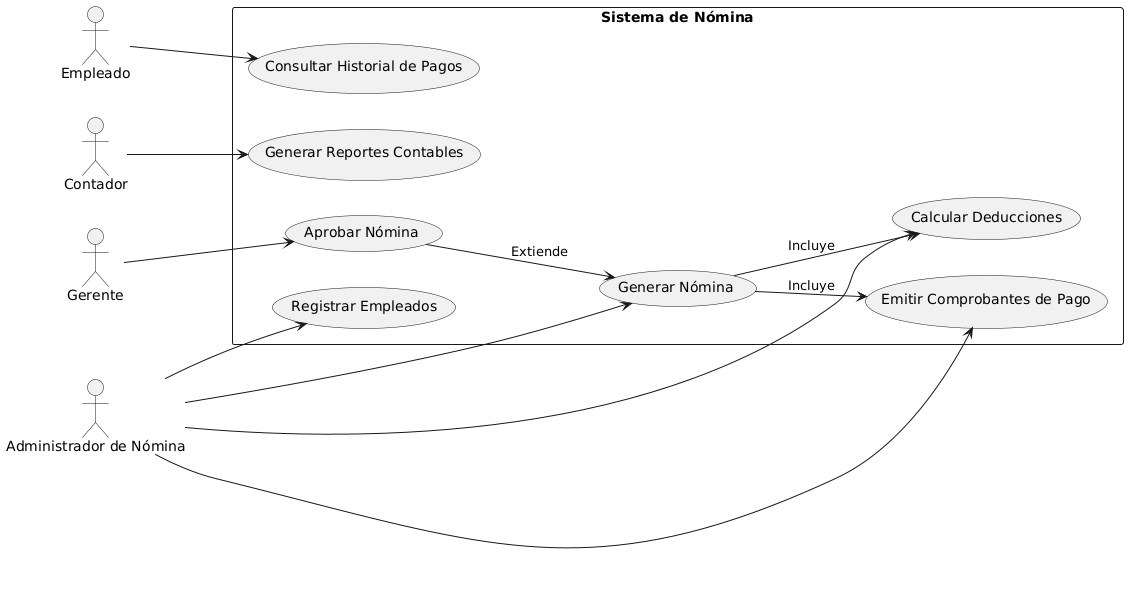 Sistema de Nómina
Empleado
Consultar Historial de Pagos
Contador
Generar Reportes Contables
Gerente
Aprobar Nómina
Extiende
Registrar Empleados
Generar Nómina
Incluye
Calcular Deducciones
Incluye
Emitir Comprobantes de Pago
Administrador de Nómina